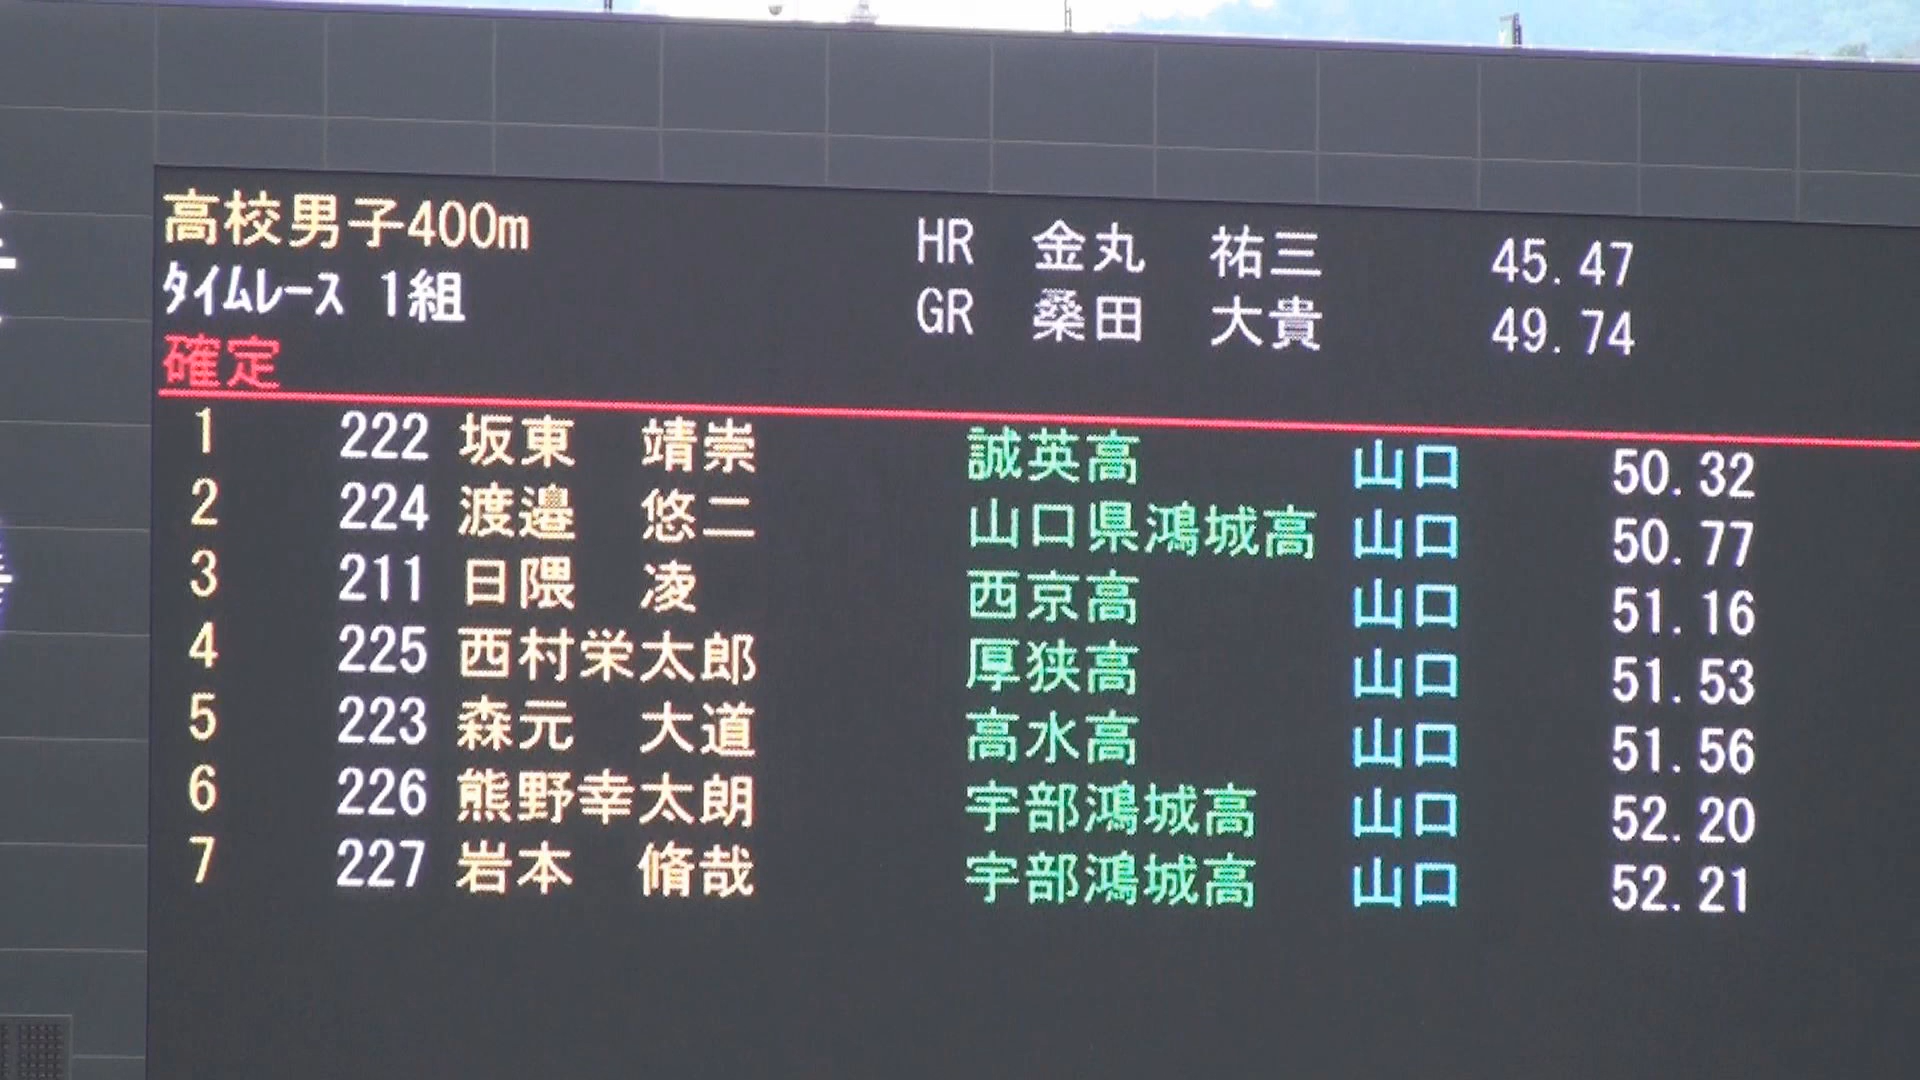 高校男子400m
ﾀｲﾑﾚｰｽ 1組
確定
HR 金丸 祐三 45.47
GR 桑田 大貴 49.74
1 222 坂東 靖崇 誠英高 山口 50.32
2 224 渡邉 悠二 山口県鴻城高 山口 50.77
3 211 日隈 凌 西京高 山口 51.16
4 225 西村栄太郎 厚狭高 山口 51.53
5 223 森元 大道 高水高 山口 51.56
6 226 熊野幸太朗 宇部鴻城高 山口 52.20
7 227 岩本 脩哉 宇部鴻城高 山口 52.21